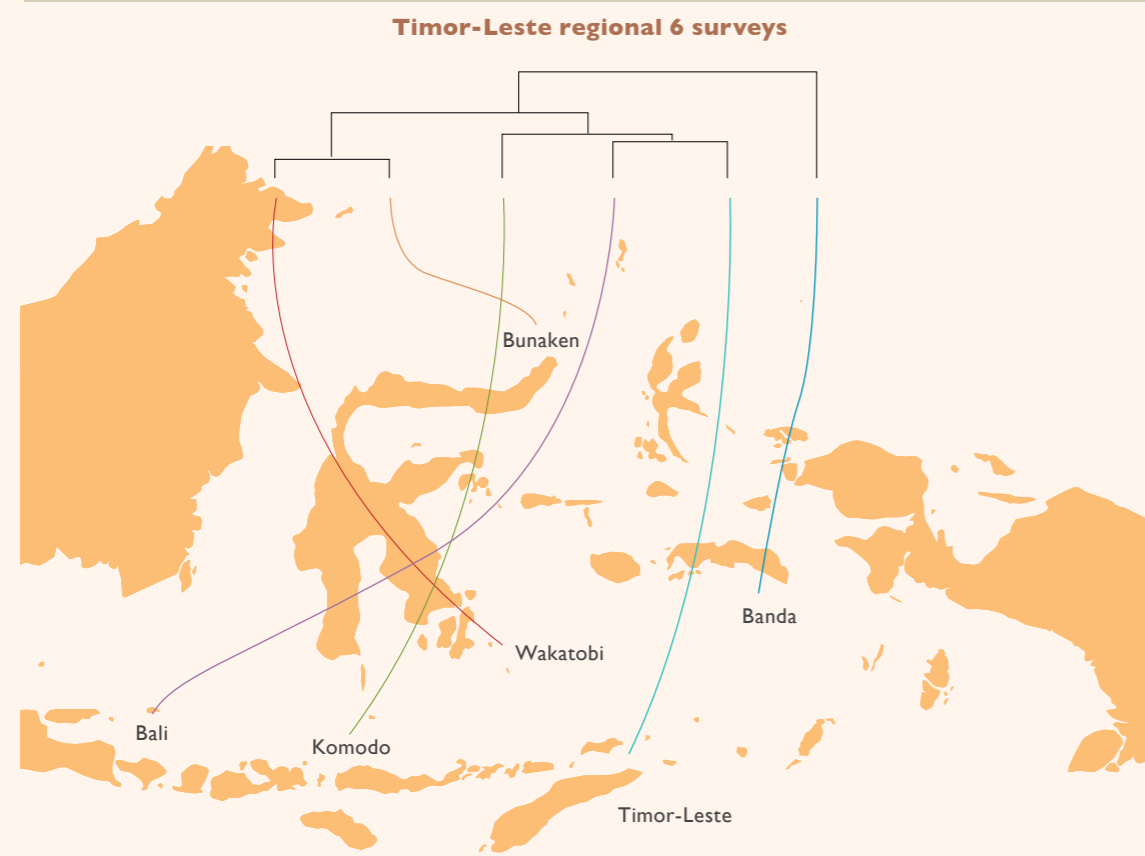 Timor-Leste regional 6 surveys
Bunaken
Banda
Wakatobi
Bali
Komodo
Timor-Leste